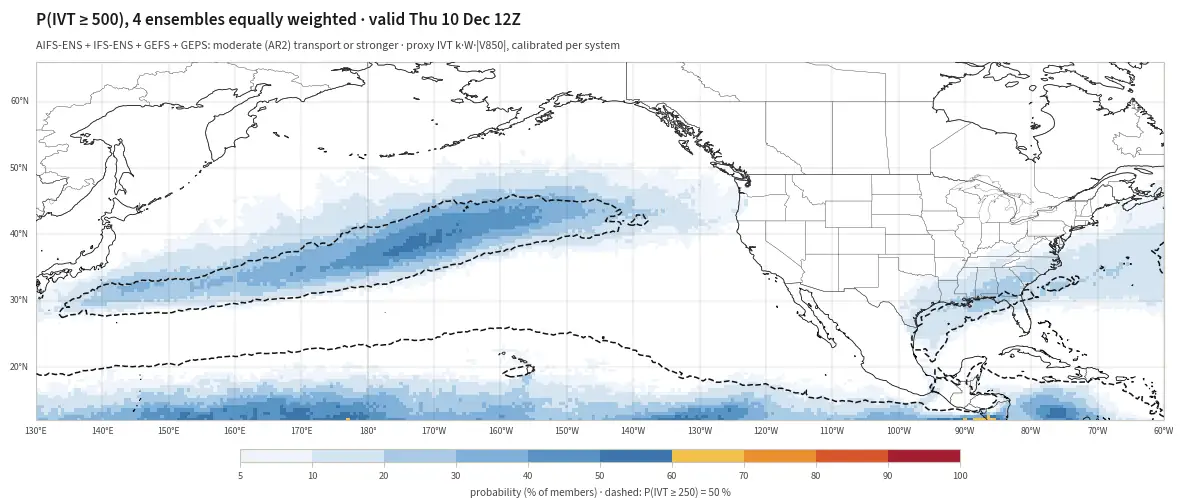 P(IVT ≥ 500), 4 ensembles equally weighted · valid Thu 10 Dec 12Z
AIFS-ENS + IFS-ENS + GEFS + GEPS: moderate (AR2) transport or stronger · proxy IVT k·W·|V850|, calibrated per system
60°N
50°N
40°N
30°N
20°N
130°E 140°E 150°E 160°E 170°E 180° 170°W 160°W 150°W 140°W 130°W 120°W 110°W 100°W 90°W 80°W 70°W 60°W
5 10 20 30 40 50 60 70 80 90 100
probability (% of members) · dashed: P(IVT ≥ 250) = 50 %